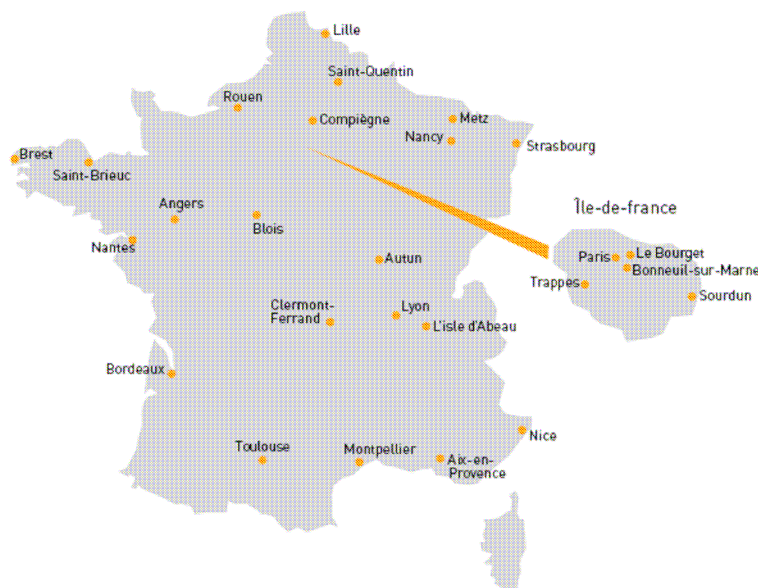 Lille
Saint-Quentin
Rouen
Compiègne
Metz
Nancy
Strasbourg
Brest
Saint-Brieuc
Angers
Blois
Nantes
Île-de-france
Paris
Le Bourget
Bonneuil-sur-Marne
Trappes
Sourdun
Autun
Clermont-
Ferrand
Lyon
L'isle d'Abeau
Bordeaux
Nice
Toulouse
Montpellier
Aix-en-
Provence